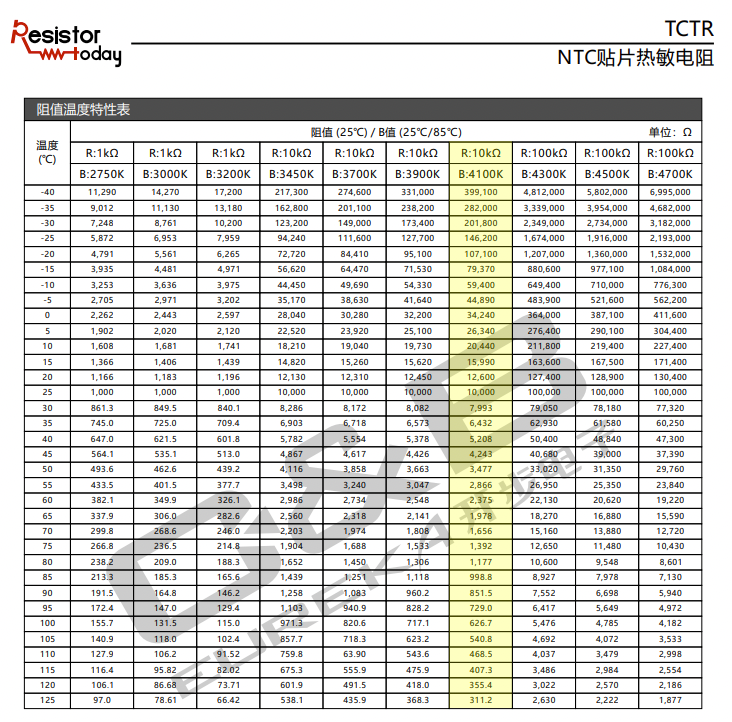 Resistor
today
TCTR
NTC贴片热敏电阻
阻值温度特性表
温度
(℃)
阻值 (25℃) / B值 (25℃/85℃)
单位：Ω
R:1kΩ R:1kΩ R:1kΩ R:10kΩ R:10kΩ R:10kΩ R:10kΩ R:100kΩ R:100kΩ R:100kΩ
B:2750K B:3000K B:3200K B:3450K B:3700K B:3900K B:4100K B:4300K B:4500K B:4700K
-40 11,290 14,270 17,200 217,300 274,600 331,000 399,100 4,812,000 5,802,000 6,995,000
-35 9,012 11,130 13,180 162,800 201,100 238,200 282,000 3,339,000 3,954,000 4,682,000
-30 7,248 8,761 10,200 123,200 149,000 173,400 201,800 2,349,000 2,734,000 3,182,000
-25 5,872 6,953 7,959 94,240 111,600 127,700 146,200 1,674,000 1,916,000 2,193,000
-20 4,791 5,561 6,265 72,720 84,410 95,100 107,100 1,207,000 1,360,000 1,532,000
-15 3,935 4,481 4,971 56,620 64,470 71,530 79,370 880,600 977,100 1,084,000
-10 3,253 3,636 3,975 44,450 49,690 54,330 59,400 649,400 710,000 776,300
-5 2,705 2,971 3,202 35,170 38,630 41,640 44,890 483,900 521,600 562,200
0 2,262 2,443 2,597 28,040 30,280 32,200 34,240 364,000 387,100 411,600
5 1,902 2,020 2,120 22,520 23,920 25,100 26,340 276,400 290,100 304,400
10 1,608 1,681 1,741 18,210 19,040 19,730 20,440 211,800 219,400 227,400
15 1,366 1,406 1,439 14,820 15,260 15,620 15,990 163,600 167,500 171,400
20 1,166 1,183 1,196 12,130 12,310 12,450 12,600 127,400 128,900 130,400
25 1,000 1,000 1,000 10,000 10,000 10,000 10,000 100,000 100,000 100,000
30 861.3 849.5 840.1 8,286 8,172 8,082 7,993 79,050 78,180 77,320
35 745.0 725.0 709.4 6,903 6,718 6,573 6,432 62,930 61,580 60,250
40 647.0 621.5 601.8 5,782 5,554 5,378 5,208 50,400 48,840 47,300
45 564.1 535.1 513.0 4,867 4,617 4,426 4,243 40,680 39,000 37,390
50 493.6 462.6 439.2 4,116 3,858 3,663 3,477 33,020 31,350 29,760
55 433.5 401.5 377.7 3,498 3,240 3,047 2,866 26,950 25,350 23,840
60 382.1 349.9 326.1 2,986 2,734 2,548 2,375 22,130 20,620 19,220
65 337.9 306.0 282.6 2,560 2,318 2,141 1,978 18,270 16,880 15,590
70 299.8 268.6 246.0 2,203 1,974 1,808 1,656 15,160 13,880 12,720
75 266.8 236.5 214.8 1,904 1,688 1,533 1,392 12,650 11,480 10,430
80 238.2 209.0 188.3 1,652 1,450 1,306 1,177 10,600 9,548 8,601
85 213.3 185.3 165.6 1,439 1,251 1,118 998.8 8,927 7,978 7,130
90 191.5 164.8 146.2 1,258 1,083 960.2 851.5 7,552 6,698 5,940
95 172.4 147.0 129.4 1,103 940.9 828.2 729.0 6,417 5,649 4,972
100 155.7 131.5 115.0 971.3 820.6 717.1 626.7 5,476 4,785 4,182
105 140.9 118.0 102.4 857.7 718.3 623.2 540.8 4,692 4,072 3,533
110 127.9 106.2 91.52 759.8 63.90 543.6 468.5 4,037 3,479 2,998
115 116.4 95.82 82.02 675.3 555.9 475.9 407.3 3,486 2,984 2,554
120 106.1 86.68 73.71 601.9 491.5 418.0 355.4 3,022 2,570 2,186
125 97.0 78.61 66.42 538.1 435.9 368.3 311.2 2,630 2,222 1,877
C&B
EUREKA开版电子